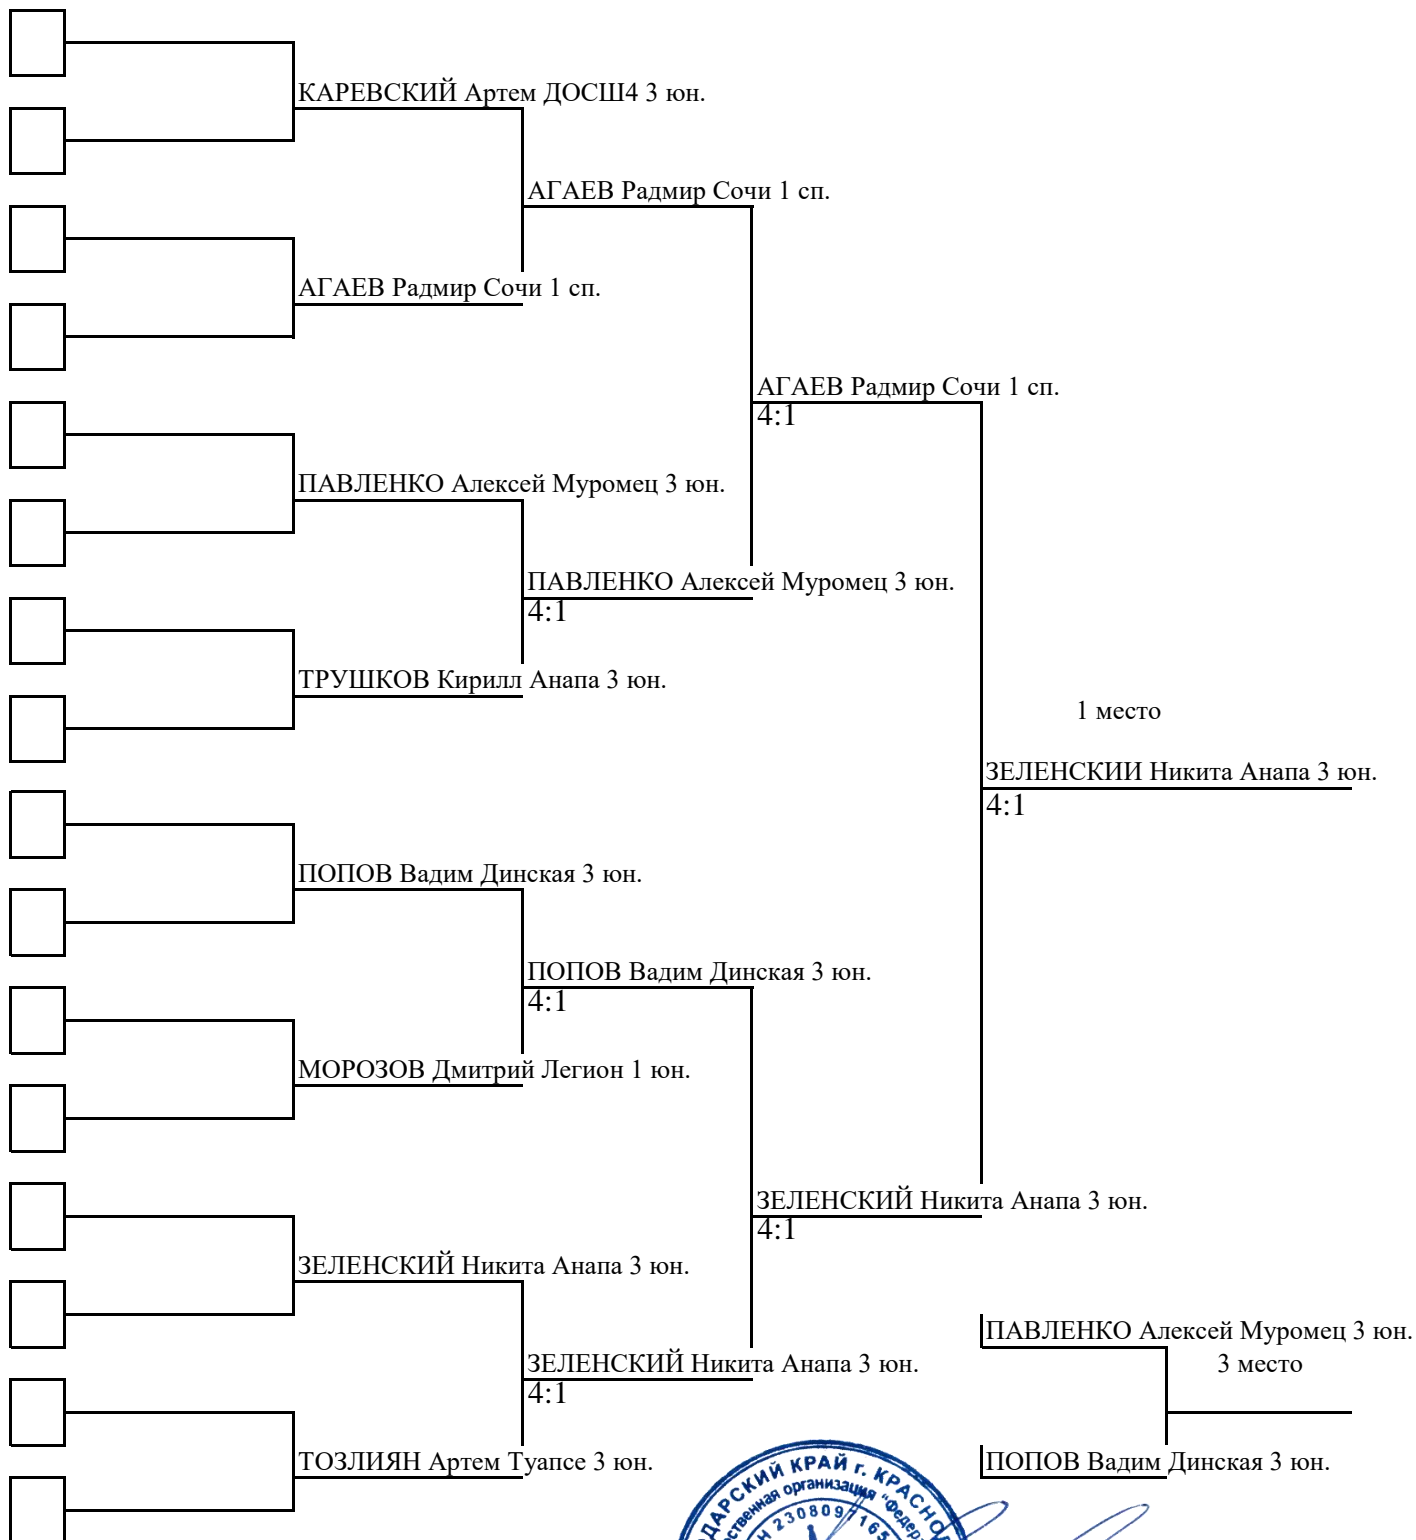 КАРЕВСКИЙ Артем ДОСШ4 3 юн.
АГАЕВ Радмир Сочи 1 сп.
АГАЕВ Радмир Сочи 1 сп.
АГАЕВ Радмир Сочи 1 сп.
4:1
ПАВЛЕНКО Алексей Муромец 3 юн.
ПАВЛЕНКО Алексей Муромец 3 юн.
4:1
ТРУШКОВ Кирилл Анапа 3 юн.
1 место
ЗЕЛЕНСКИИ Никита Анапа 3 юн.
4:1
ПОПОВ Вадим Динская 3 юн.
ПОПОВ Вадим Динская 3 юн.
4:1
МОРОЗОВ Дмитрий Легион 1 юн.
ЗЕЛЕНСКИЙ Никита Анапа 3 юн.
4:1
ЗЕЛЕНСКИЙ Никита Анапа 3 юн.
ПАВЛЕНКО Алексей Муромец 3 юн.
3 место
ЗЕЛЕНСКИЙ Никита Анапа 3 юн.
4:1
ТОЗЛИЯН Артем Туапсе 3 юн.
ПОПОВ Вадим Динская 3 юн.
КРАЙ г.
организация